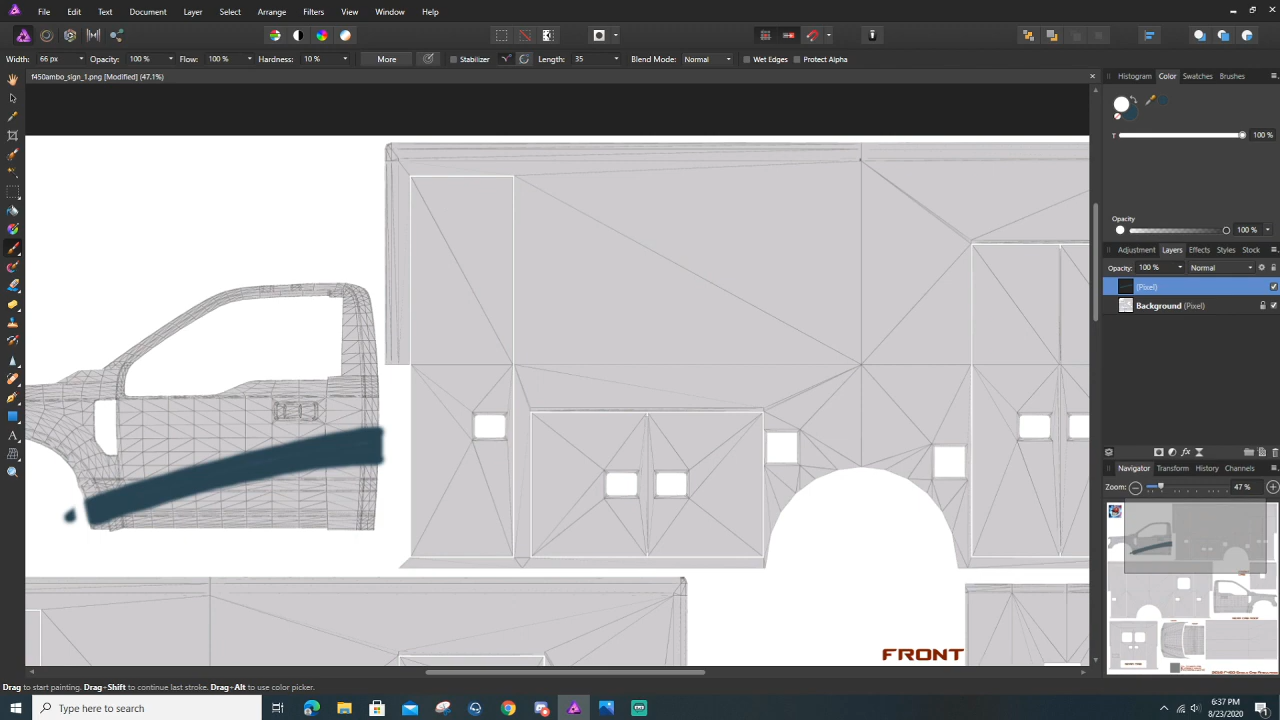 File Edit Text Document Layer Select Arrange Filters View Window Help
Width: 66 px Opacity: 100 % Flow: 100 % Hardness: 10 % More Stabilizer Length: 35 Blend Mode: Normal Wet Edges Protect Alpha
f450ambo_sign_1.png [Modified] (47.1%)
Histogram Color Swatches Brushes
T 100 %
Opacity
100 %
Adjustment Layers Effects Styles Stock
Opacity: 100 % Normal
(Pixel)
Background (Pixel)
Navigator Transform History Channels
Zoom: 47 %
FRONT
Drag to start painting. Drag+Shift to continue last stroke. Drag+Alt to use color picker.
Type here to search
6:37 PM
8/23/2020